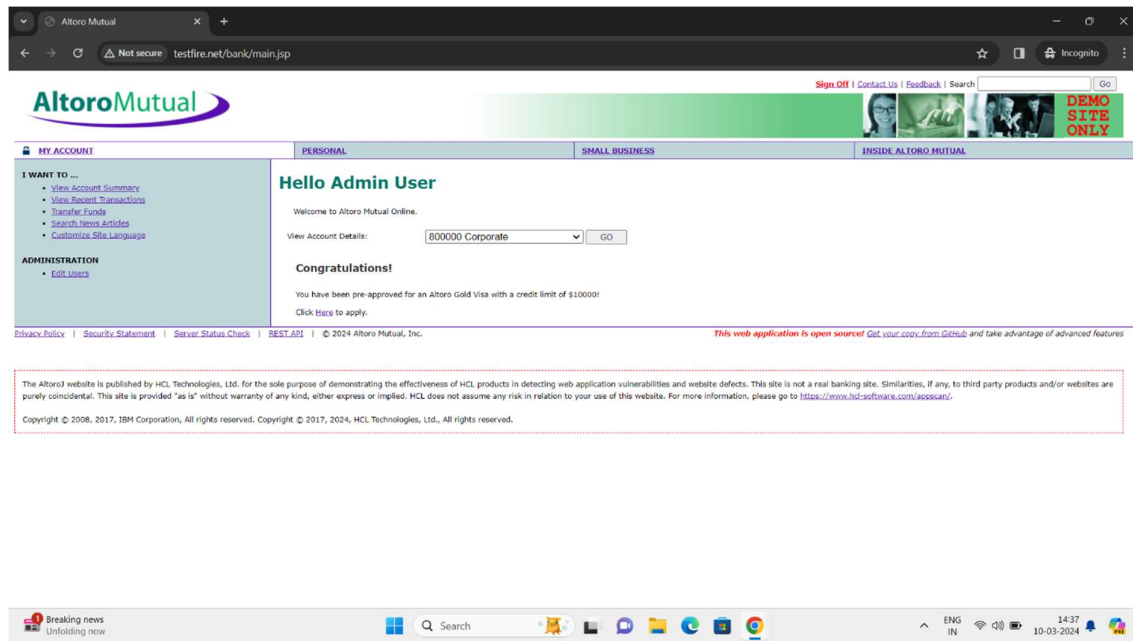 Altoro Mutual
Not secure testfire.net/bank/main.jsp
Incognito
Sign Off | Contact Us | Feedback | Search Go
AltoroMutual
DEMO
SITE
ONLY
MY ACCOUNT PERSONAL SMALL BUSINESS INSIDE ALTORO MUTUAL
I WANT TO ...
View Account Summary
View Recent Transactions
Transfer Funds
Search News Articles
Customize Site Language
ADMINISTRATION
Edit Users
Hello Admin User
Welcome to Altoro Mutual Online.
View Account Details: 800000 Corporate GO
Congratulations!
You have been pre-approved for an Altoro Gold Visa with a credit limit of $10000!
Click Here to apply.
Privacy Policy | Security Statement | Server Status Check | REST API | © 2024 Altoro Mutual, Inc. This web application is open source! Get your copy from GitHub and take advantage of advanced features
The AltoroJ website is published by HCL Technologies, Ltd. for the sole purpose of demonstrating the effectiveness of HCL products in detecting web application vulnerabilities and website defects. This site is not a real banking site. Similarities, if any, to third party products and/or websites are
purely coincidental. This site is provided "as is" without warranty of any kind, either express or implied. HCL does not assume any risk in relation to your use of this website. For more information, please go to https://www.hcl-software.com/appscan/.
Copyright © 2008, 2017, IBM Corporation, All rights reserved. Copyright © 2017, 2024, HCL Technologies, Ltd., All rights reserved.
1
Breaking news
Unfolding now
Search
ENG
IN
14:37
10-03-2024
PRE